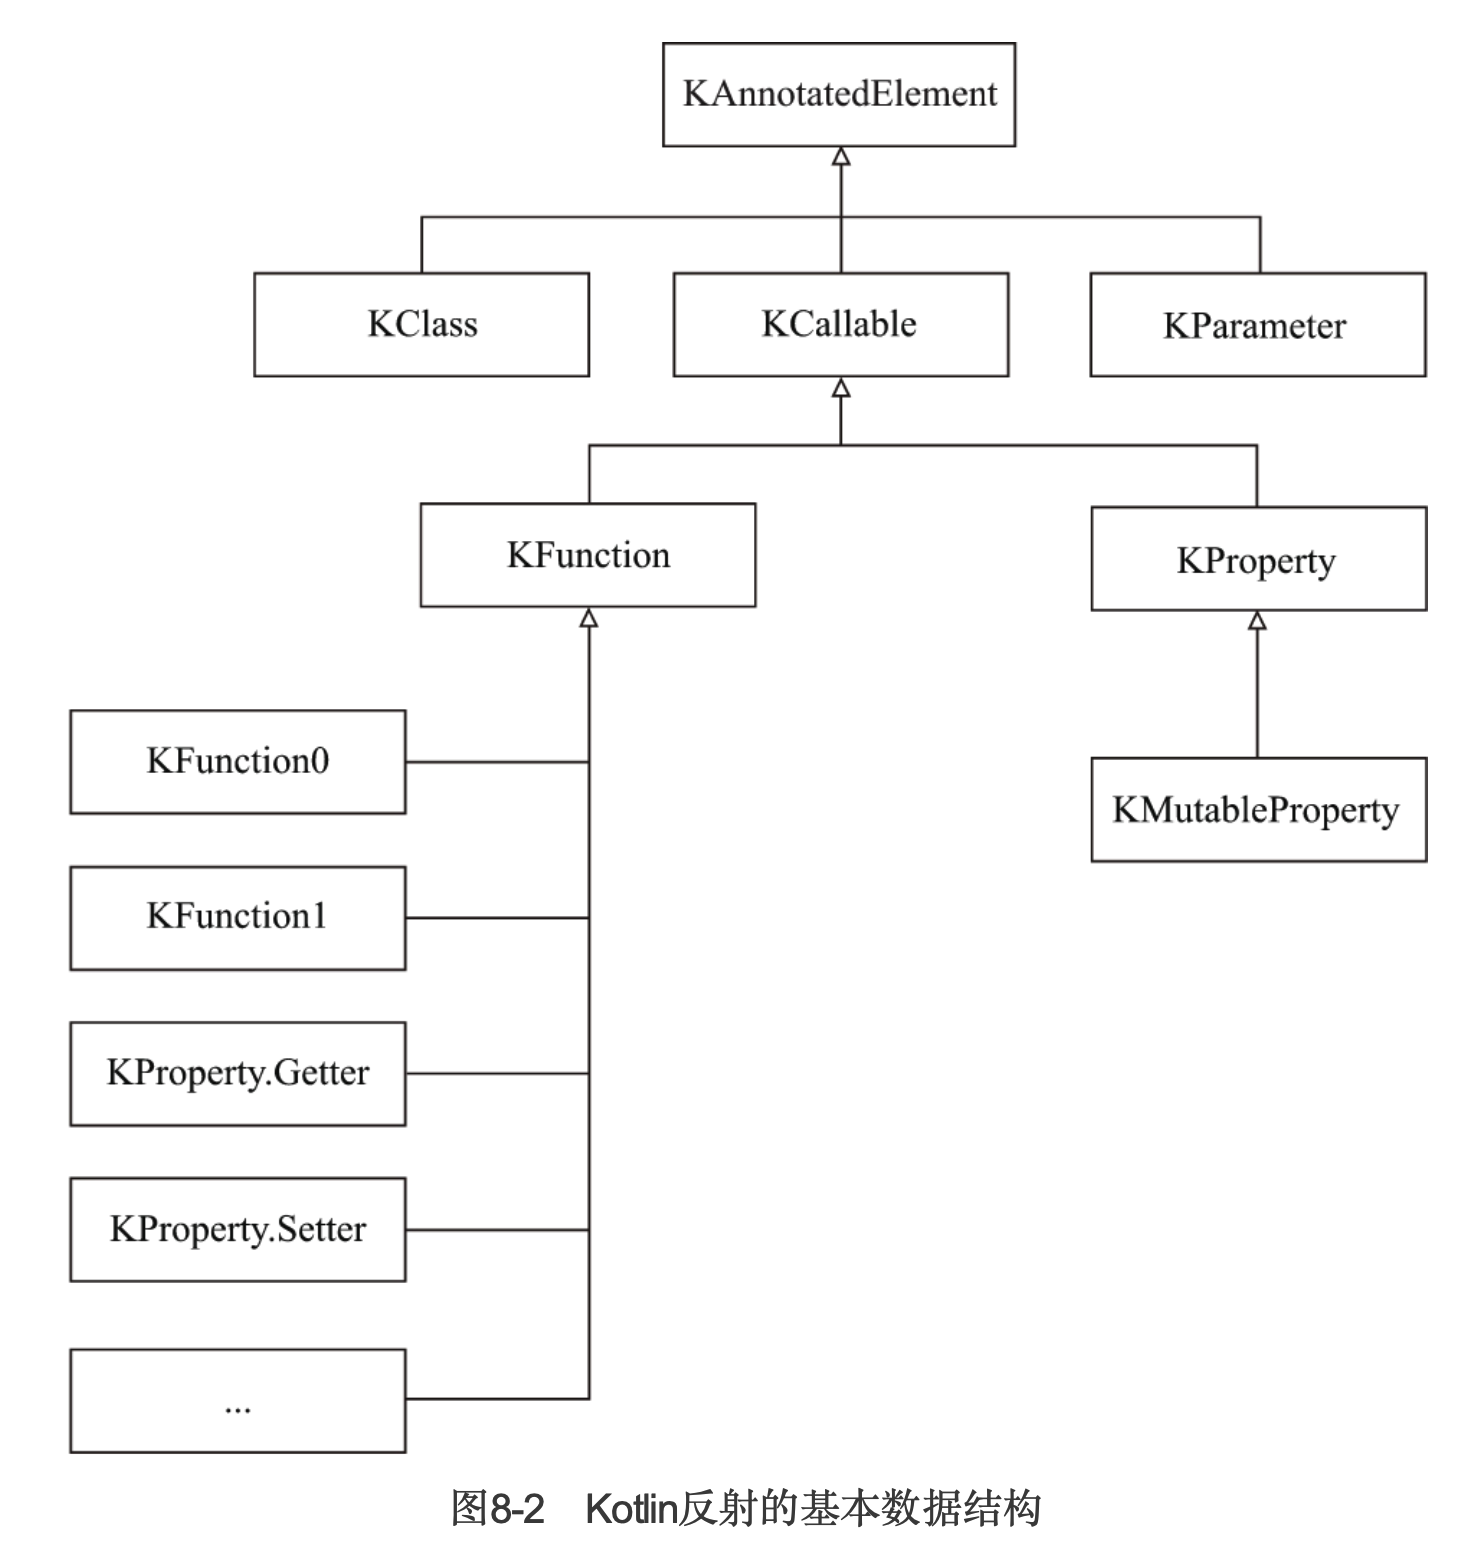 KAnnotatedElement
KClass
KCallable
KParameter
KFunction
KProperty
KFunction0
KMutableProperty
KFunction1
KProperty.Getter
KProperty.Setter
...
图8-2 Kotlin反射的基本数据结构